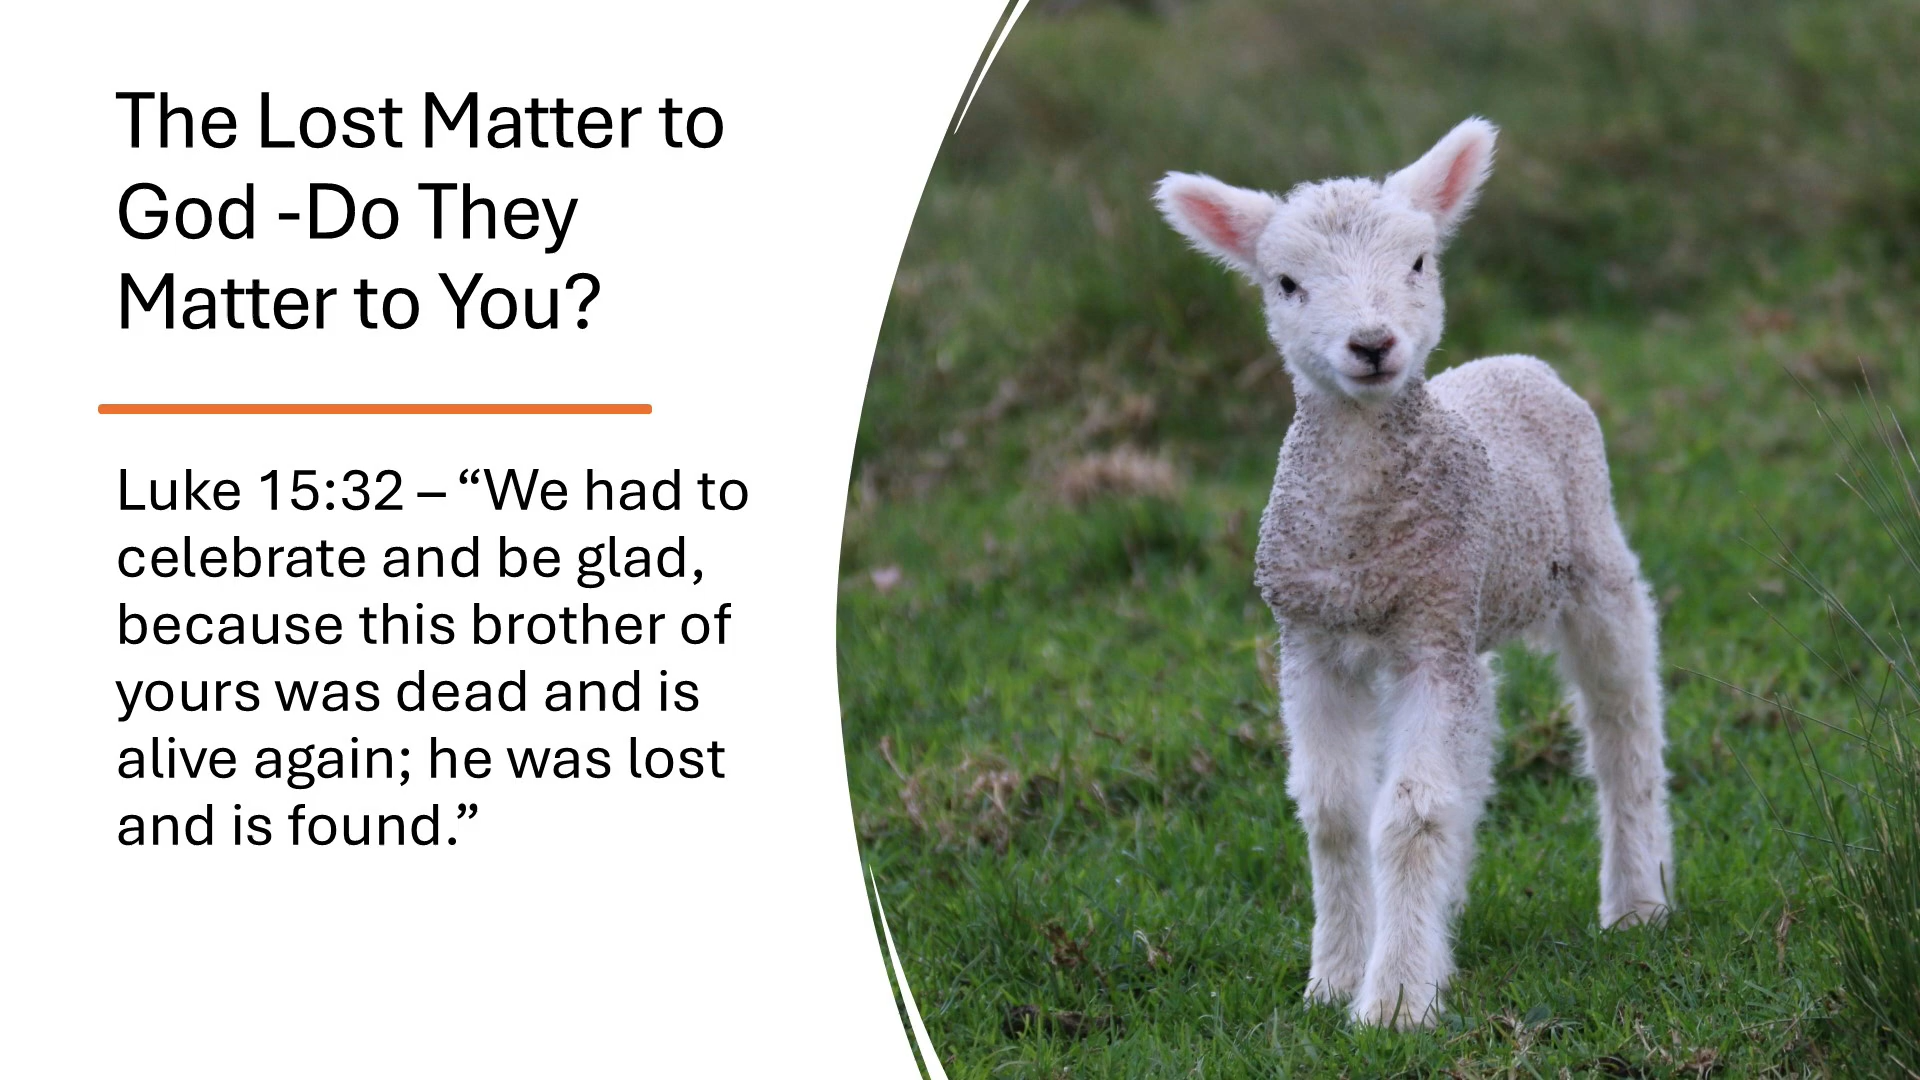 The Lost Matter to
God -Do They
Matter to You?
Luke 15:32 – “We had to
celebrate and be glad,
because this brother of
yours was dead and is
alive again; he was lost
and is found.”